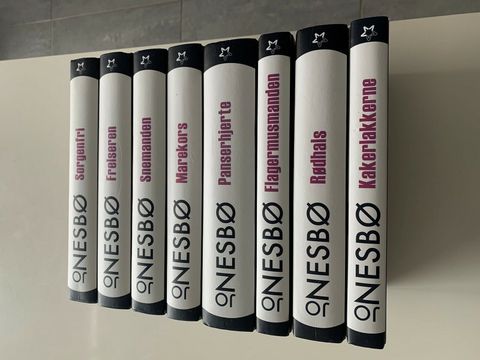 JO NESBØ Sorgenfri
JO NESBØ Frelseren
JO NESBØ Snemanden
JO NESBØ Marekors
JO NESBØ Panserhjerte
JO NESBØ Flagermusmanden
JO NESBØ Rødhals
JO NESBØ Kakerlakkerne